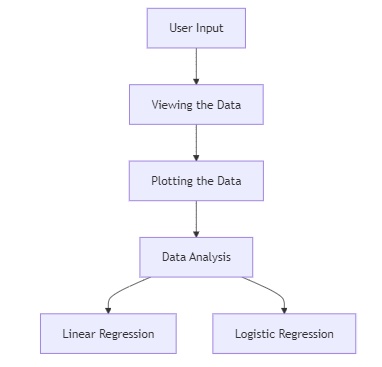 User Input
Viewing the Data
Plotting the Data
Data Analysis
Linear Regression
Logistic Regression